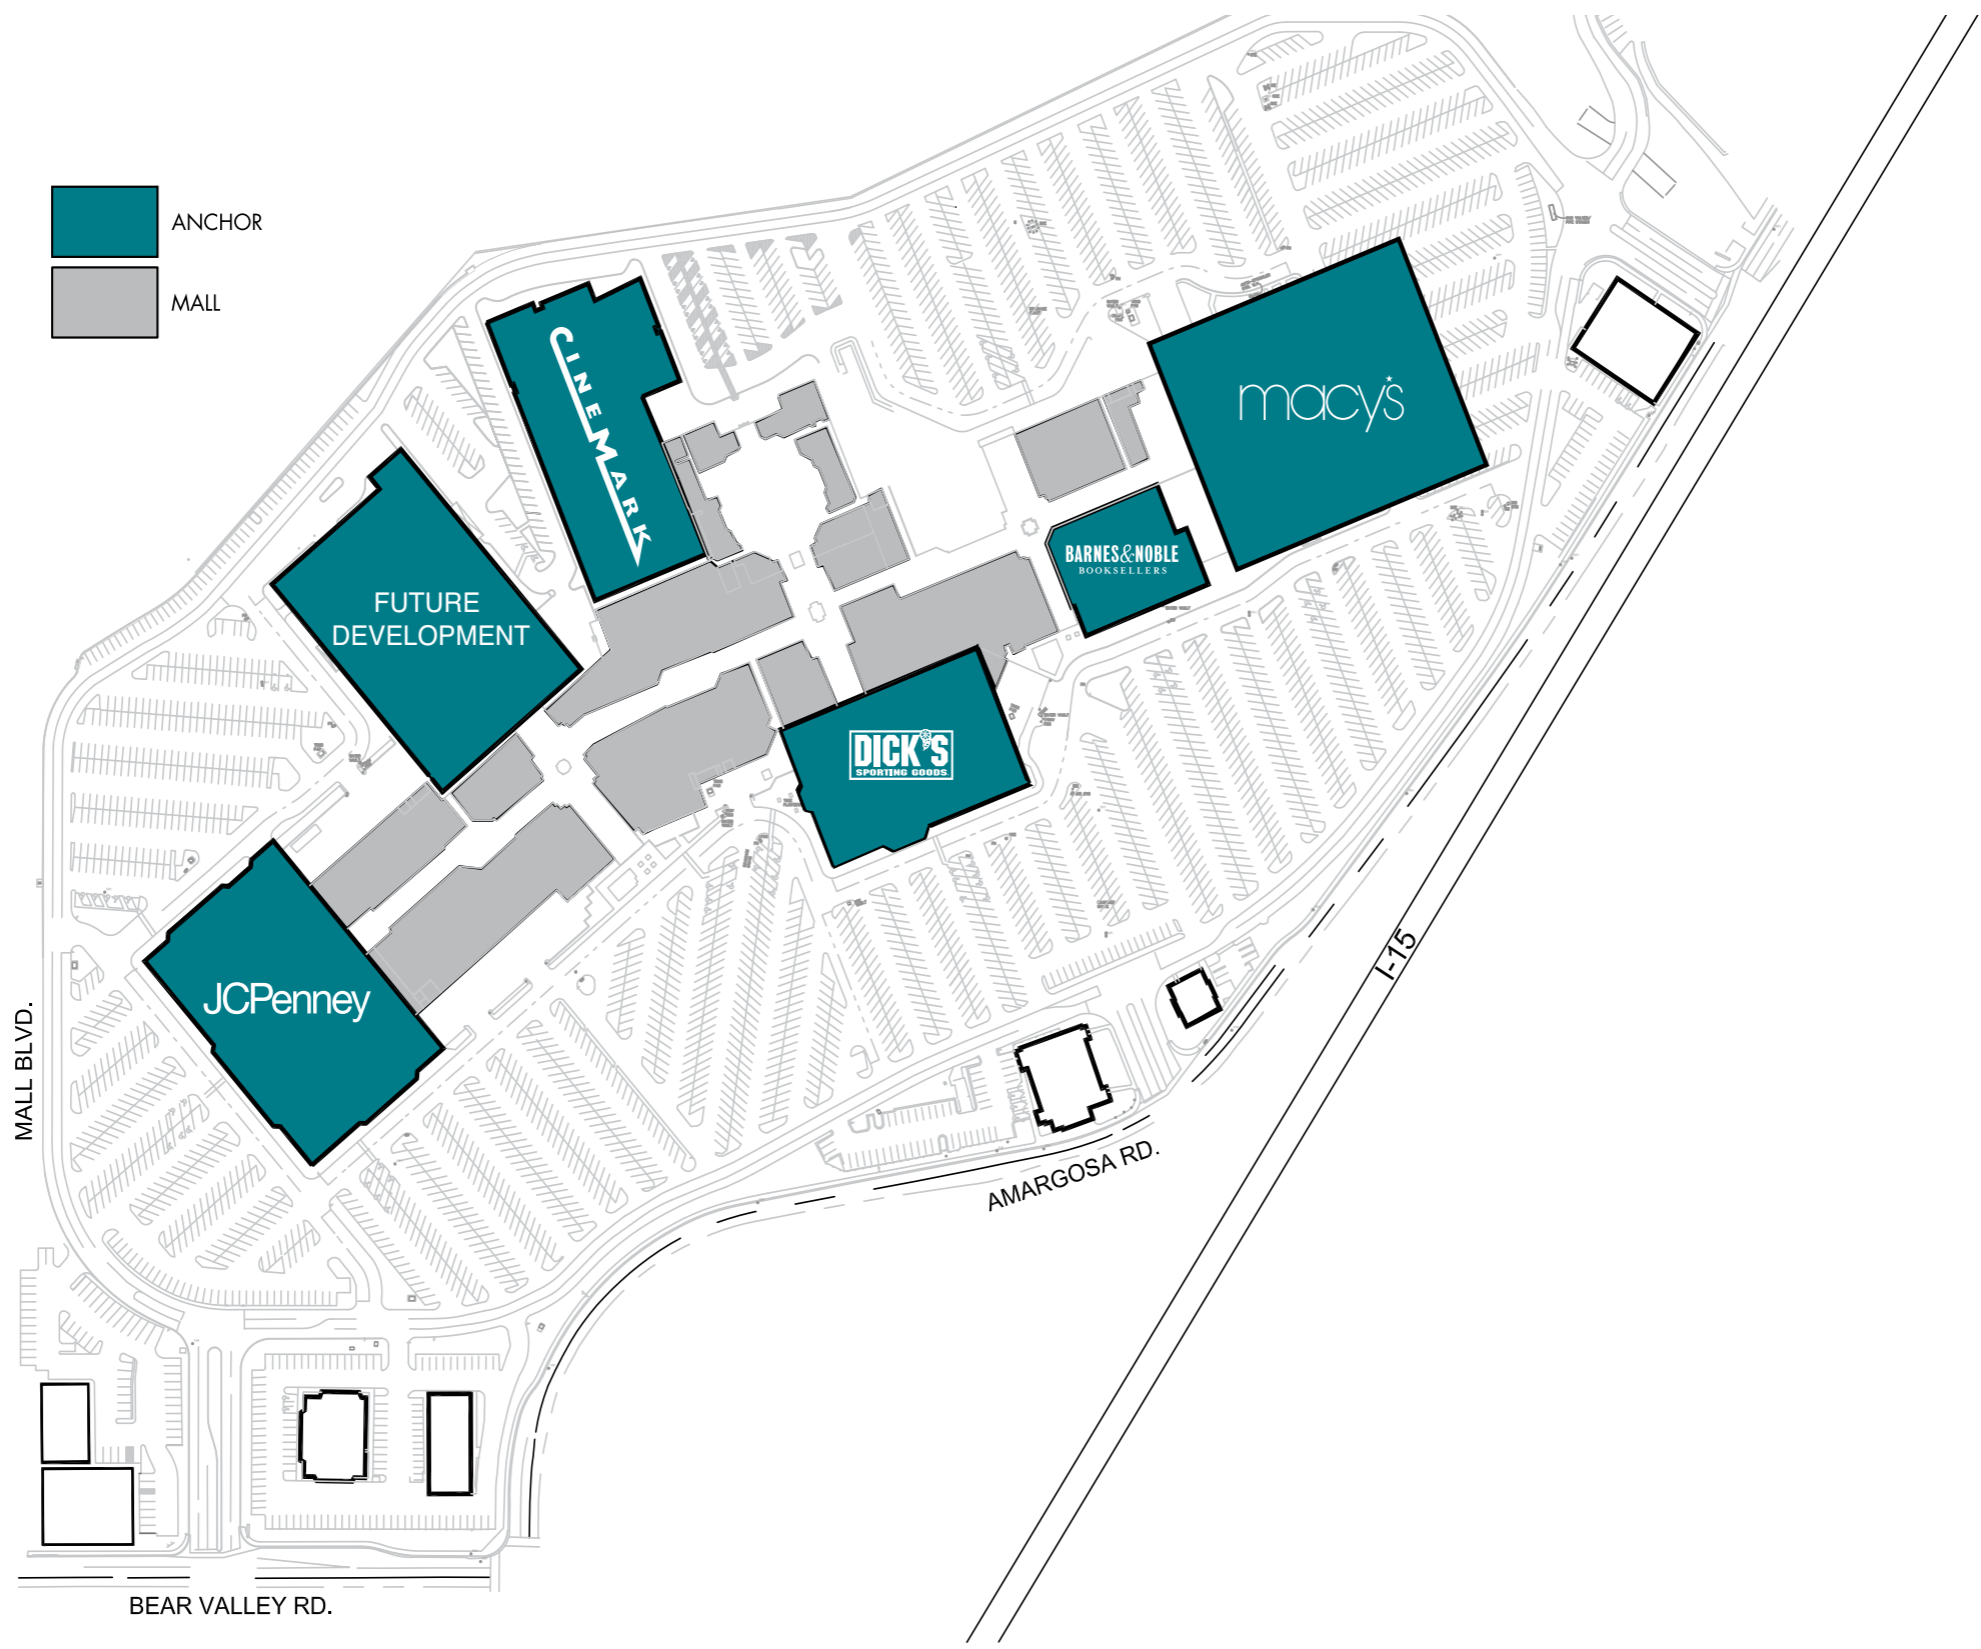 ANCHOR
MALL
CINEMARK
macy's
BARNES&NOBLE
BOOKSELLERS
FUTURE
DEVELOPMENT
DICK'S
SPORTING GOODS
JCPenney
I-15
MALL BLVD.
AMARGOSA RD.
BEAR VALLEY RD.